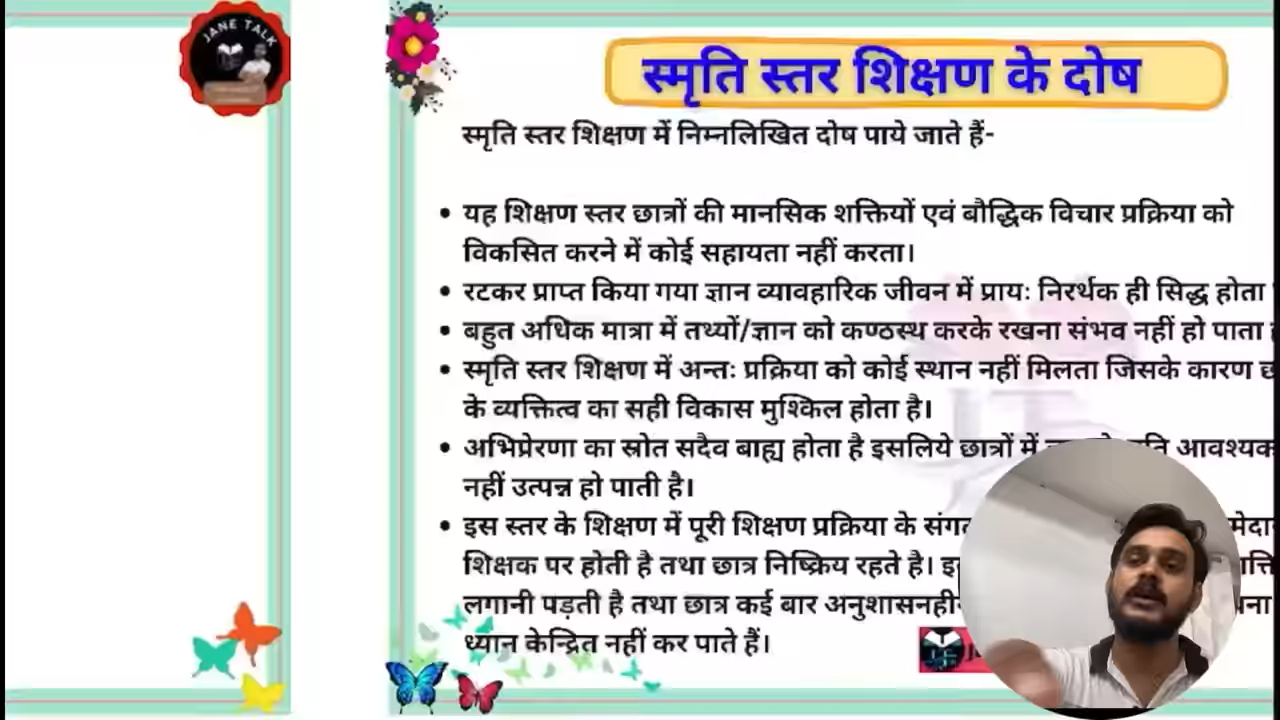 JANE TALK
स्मृति स्तर शिक्षण के दोष
स्मृति स्तर शिक्षण में निम्नलिखित दोष पाये जाते हैं-
• यह शिक्षण स्तर छात्रों की मानसिक शक्तियों एवं बौद्धिक विचार प्रक्रिया को
विकसित करने में कोई सहायता नहीं करता।
• रटकर प्राप्त किया गया ज्ञान व्यावहारिक जीवन में प्रायः निरर्थक ही सिद्ध होता
• बहुत अधिक मात्रा में तथ्यों/ज्ञान को कण्ठस्थ करके रखना संभव नहीं हो पाता
• स्मृति स्तर शिक्षण में अन्तः प्रक्रिया को कोई स्थान नहीं मिलता जिसके कारण
के व्यक्तित्व का सही विकास मुश्किल होता है।
• अभिप्रेरणा का स्रोत सदैव बाह्य होता है इसलिये छात्रों में
नहीं उत्पन्न हो पाती है।
• इस स्तर के शिक्षण में पूरी शिक्षण प्रक्रिया के
शिक्षक पर होती है तथा छात्र निष्क्रिय रहते है।
लगानी पड़ती है तथा छात्र कई बार
ध्यान केन्द्रित नहीं कर पाते हैं।